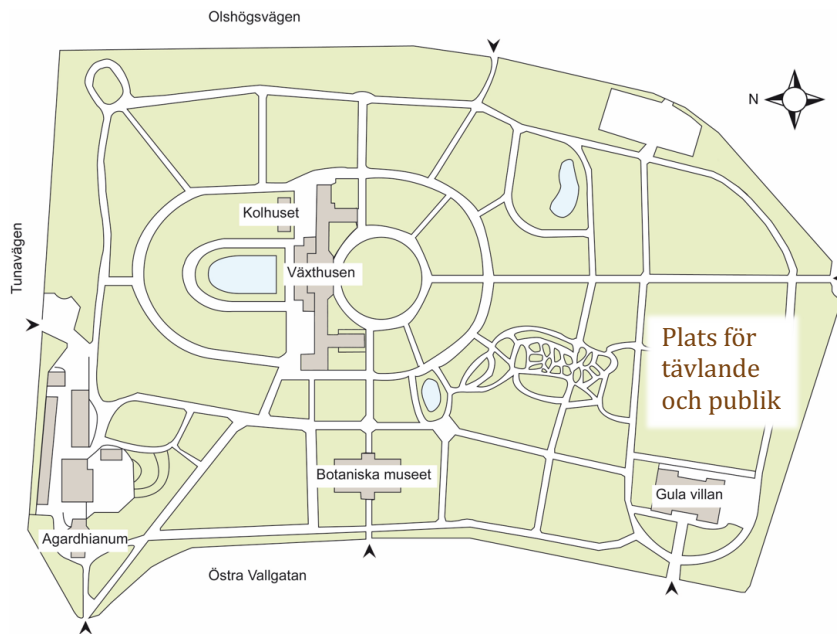 Olshögsvägen
N
Kolhuset
Tunavägen
Växthusen
Plats för
tävlande
och publik
Botaniska museet
Gula villan
Agardhianum
Östra Vallgatan